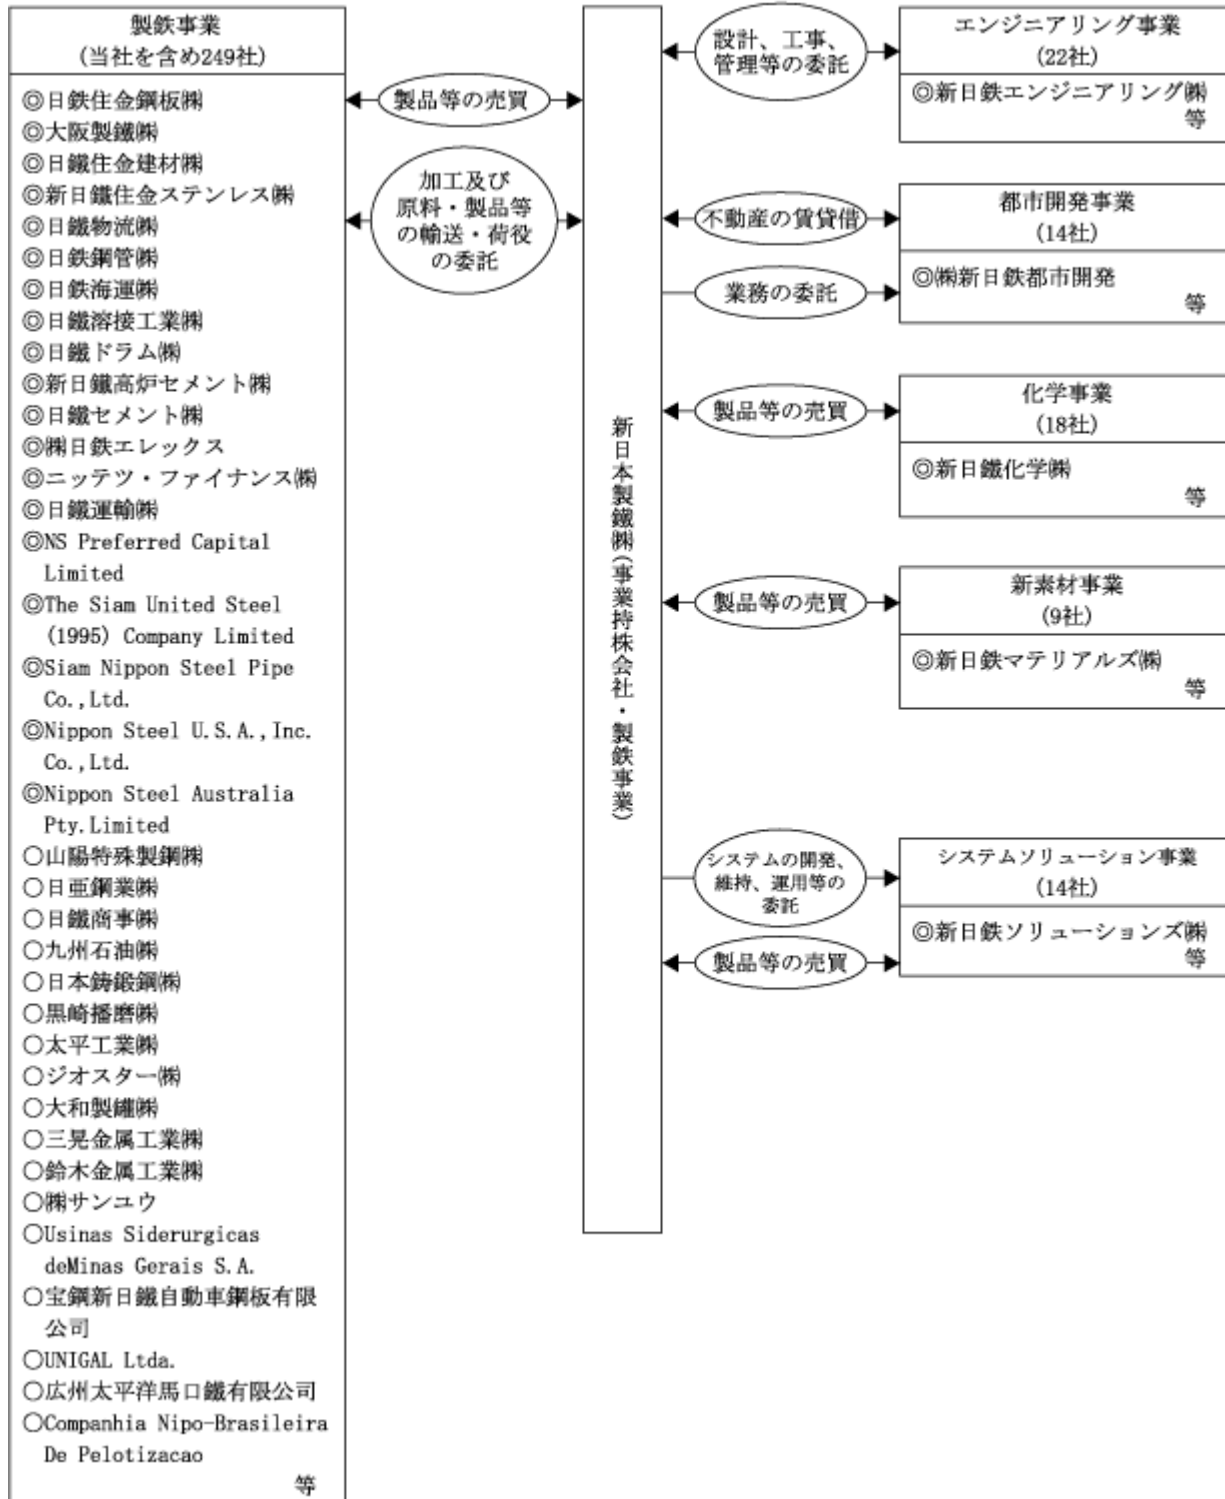 製鉄事業
(当社を含め249社)
◎日鉄住金鋼板㈱
◎大阪製鐵㈱
◎日鐵住金建材㈱
◎新日鐵住金ステンレス㈱
◎日鐵物流㈱
◎日鉄鋼管㈱
◎日鉄海運㈱
◎日鐵溶接工業㈱
◎日鐵ドラム㈱
◎新日鐵高炉セメント㈱
◎日鐵セメント㈱
◎㈱日鉄エレックス
◎ニッテツ・ファイナンス㈱
◎日鐵運輸㈱
◎NS Preferred Capital
Limited
◎The Siam United Steel
(1995) Company Limited
◎Siam Nippon Steel Pipe
Co.,Ltd.
◎Nippon Steel U.S.A.,Inc.
Co.,Ltd.
◎Nippon Steel Australia
Pty.Limited
○山陽特殊製鋼㈱
○日亜鋼業㈱
○日鐵商事㈱
○九州石油㈱
○日本鋳鍛鋼㈱
○黒崎播磨㈱
○太平工業㈱
○ジオスター㈱
○大和製罐㈱
○三晃金属工業㈱
○鈴木金属工業㈱
○㈱サンユウ
○Usinas Siderurgicas
deMinas Gerais S.A.
○宝鋼新日鐵自動車鋼板有限
公司
○UNIGAL Ltda.
○広州太平洋馬口鐵有限公司
○Companhia Nipo-Brasileira
De Pelotizacao
等
製品等の売買
加工及び
原料・製品等
の輸送・荷役
の委託
新日本製鐵㈱(事業持株会社・製鉄事業)
設計、工事、
管理等の委託
エンジニアリング事業
(22社)
◎新日鉄エンジニアリング㈱
等
不動産の賃貸借
業務の委託
都市開発事業
(14社)
◎㈱新日鉄都市開発
等
製品等の売買
化学事業
(18社)
◎新日鐵化学㈱
等
製品等の売買
新素材事業
(9社)
◎新日鉄マテリアルズ㈱
等
システムの開発、
維持、運用等の
委託
製品等の売買
システムソリューション事業
(14社)
◎新日鉄ソリューションズ㈱
等